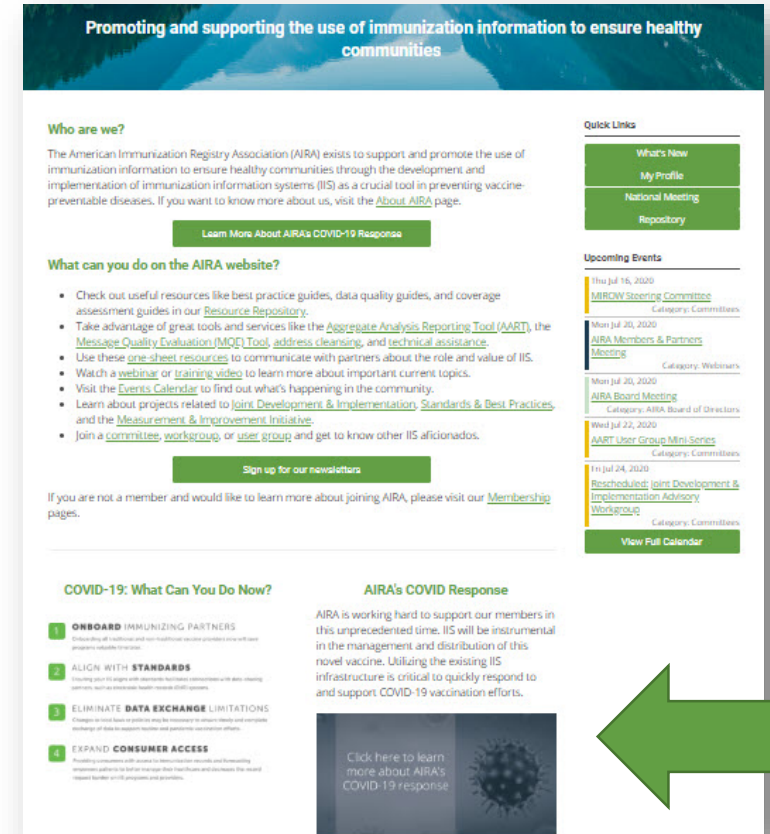 Promoting and supporting the use of immunization information to ensure healthy
communities
Who are we?
The American Immunization Registry Association (AIRA) exists to support and promote the use of
immunization information to ensure healthy communities through the development and
implementation of immunization information systems (IIS) as a crucial tool in preventing vaccine-
preventable diseases. If you want to know more about us, visit the About AIRA page.
Learn More About AIRA's COVID-19 Response
What can you do on the AIRA website?
• Check out useful resources like best practice guides, data quality guides, and coverage
assessment guides in our Resource Repository.
• Take advantage of great tools and services like the Aggregate Analysis Reporting Tool (AART), the
Message Quality Evaluation (MQE) Tool, address cleansing, and technical assistance.
• Use these one-sheet resources to communicate with partners about the role and value of IIS.
• Watch a webinar or training video to learn more about important current topics.
• Visit the Events Calendar to find out what's happening in the community.
• Learn about projects related to Joint Development & Implementation, Standards & Best Practices,
and the Measurement & Improvement Initiative.
• Join a committee, workgroup, or user group and get to know other IIS aficionados.
Sign up for our newsletters
If you are not a member and would like to learn more about joining AIRA, please visit our Membership
pages.
Quick Links
What's New
My Profile
National Meeting
Repository
Upcoming Events
Thu Jul 16, 2020
MIROW Steering Committee
Category: Committees
Mon Jul 20, 2020
AIRA Members & Partners
Meeting
Category: Webinars
Mon Jul 20, 2020
AIRA Board Meeting
Category: AIRA Board of Directors
Wed Jul 22, 2020
AART User Group Mini-Series
Category: Committees
Fri Jul 24, 2020
Rescheduled: Joint Development &
Implementation Advisory
Workgroup
Category: Committees
View Full Calendar
COVID-19: What Can You Do Now?
1 ONBOARD IMMUNIZING PARTNERS
2 ALIGN WITH STANDARDS
3 ELIMINATE DATA EXCHANGE LIMITATIONS
4 EXPAND CONSUMER ACCESS
AIRA's COVID Response
AIRA is working hard to support our members in
this unprecedented time. IIS will be instrumental
in the management and distribution of this
novel vaccine. Utilizing the existing IIS
infrastructure is critical to quickly respond to
and support COVID-19 vaccination efforts.
Click here to learn
more about AIRA's
COVID-19 response